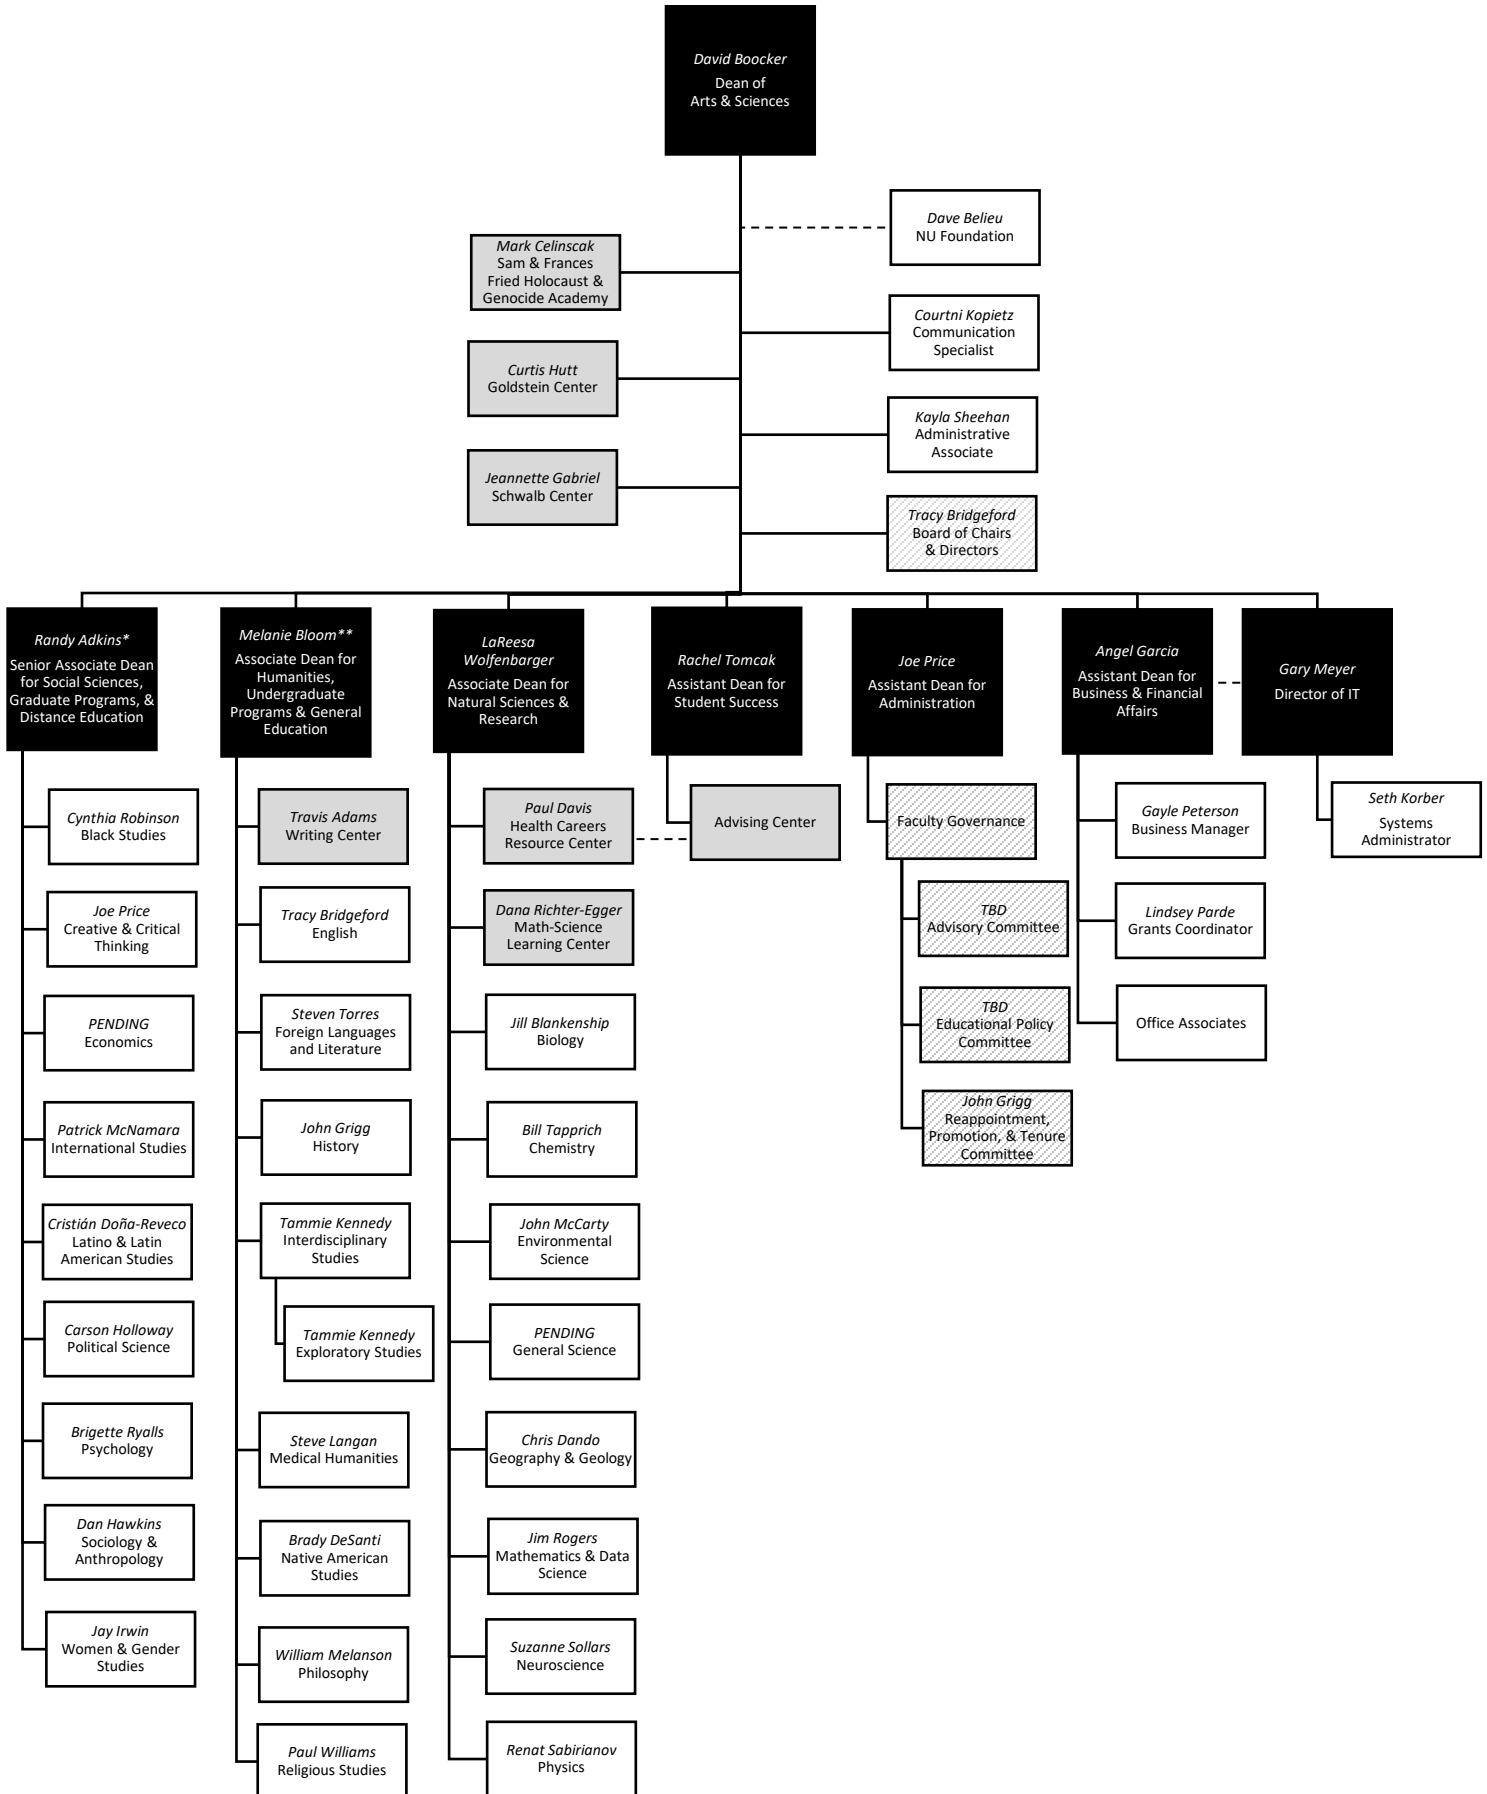 David Boocker
Dean of
Arts & Sciences
Dave Belieu
NU Foundation
Mark Celinscak
Sam & Frances
Fried Holocaust &
Genocide Academy
Courtni Kopietz
Communication
Specialist
Curtis Hutt
Goldstein Center
Kayla Sheehan
Administrative
Associate
Jeannette Gabriel
Schwalb Center
Tracy Bridgeford
Board of Chairs
& Directors
Randy Adkins*
Senior Associate Dean
for Social Sciences,
Graduate Programs, &
Distance Education
Melanie Bloom**
Associate Dean for
Humanities,
Undergraduate
Programs & General
Education
LaReesa
Wolfenbarger
Associate Dean for
Natural Sciences &
Research
Rachel Tomcak
Assistant Dean for
Student Success
Joe Price
Assistant Dean for
Administration
Angel Garcia
Assistant Dean for
Business & Financial
Affairs
Gary Meyer
Director of IT
Cynthia Robinson
Black Studies
Joe Price
Creative & Critical
Thinking
PENDING
Economics
Patrick McNamara
International Studies
Cristián Doña-Reveco
Latino & Latin
American Studies
Carson Holloway
Political Science
Brigette Ryalls
Psychology
Dan Hawkins
Sociology &
Anthropology
Jay Irwin
Women & Gender
Studies
Travis Adams
Writing Center
Tracy Bridgeford
English
Steven Torres
Foreign Languages
and Literature
John Grigg
History
Tammie Kennedy
Interdisciplinary
Studies
Tammie Kennedy
Exploratory Studies
Steve Langan
Medical Humanities
Brady DeSanti
Native American
Studies
William Melanson
Philosophy
Paul Williams
Religious Studies
Paul Davis
Health Careers
Resource Center
Dana Richter-Egger
Math-Science
Learning Center
Jill Blankenship
Biology
Bill Tapprich
Chemistry
John McCarty
Environmental
Science
PENDING
General Science
Chris Dando
Geography & Geology
Jim Rogers
Mathematics & Data
Science
Suzanne Sollars
Neuroscience
Renat Sabirianov
Physics
Advising Center
Faculty Governance
TBD
Advisory Committee
TBD
Educational Policy
Committee
John Grigg
Reappointment,
Promotion, & Tenure
Committee
Gayle Peterson
Business Manager
Lindsey Parde
Grants Coordinator
Office Associates
Seth Korber
Systems
Administrator